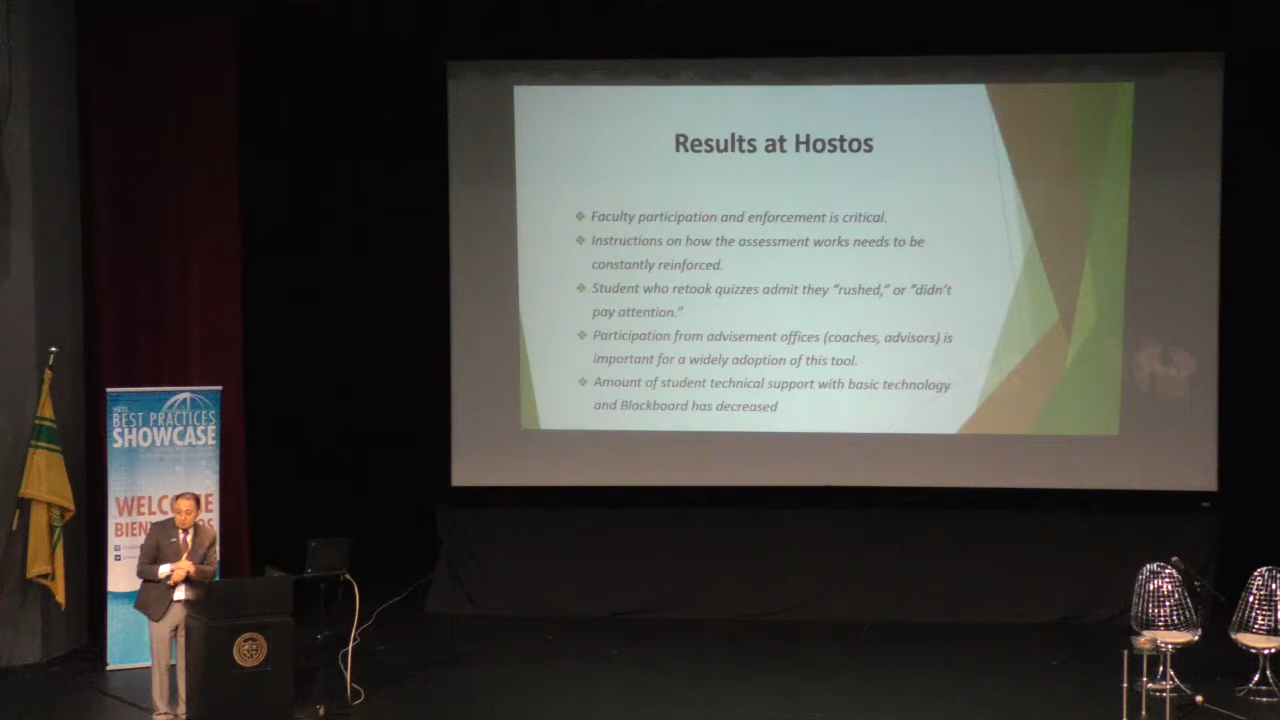 Results at Hostos
Faculty participation and enforcement is critical.
Instructions on how the assessment works needs to be
constantly reinforced.
Student who retook quizzes admit they “rushed,” or “didn’t
pay attention.”
Participation from advisement offices (coaches, advisors) is
important for a widely adoption of this tool.
Amount of student technical support with basic technology
and Blackboard has decreased
BEST PRACTICES
SHOWCASE